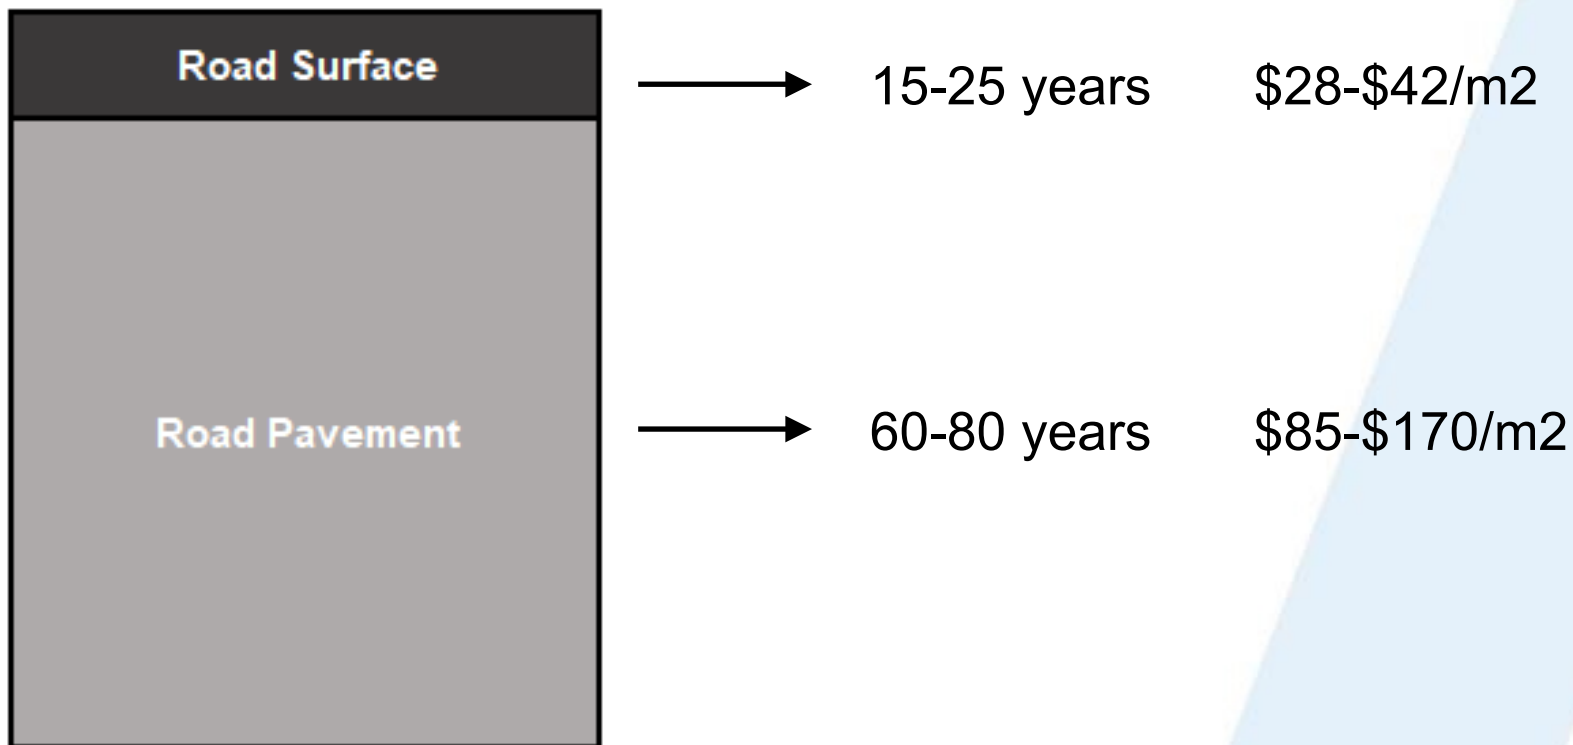 Road Surface
15-25 years $28-$42/m2
Road Pavement
60-80 years $85-$170/m2